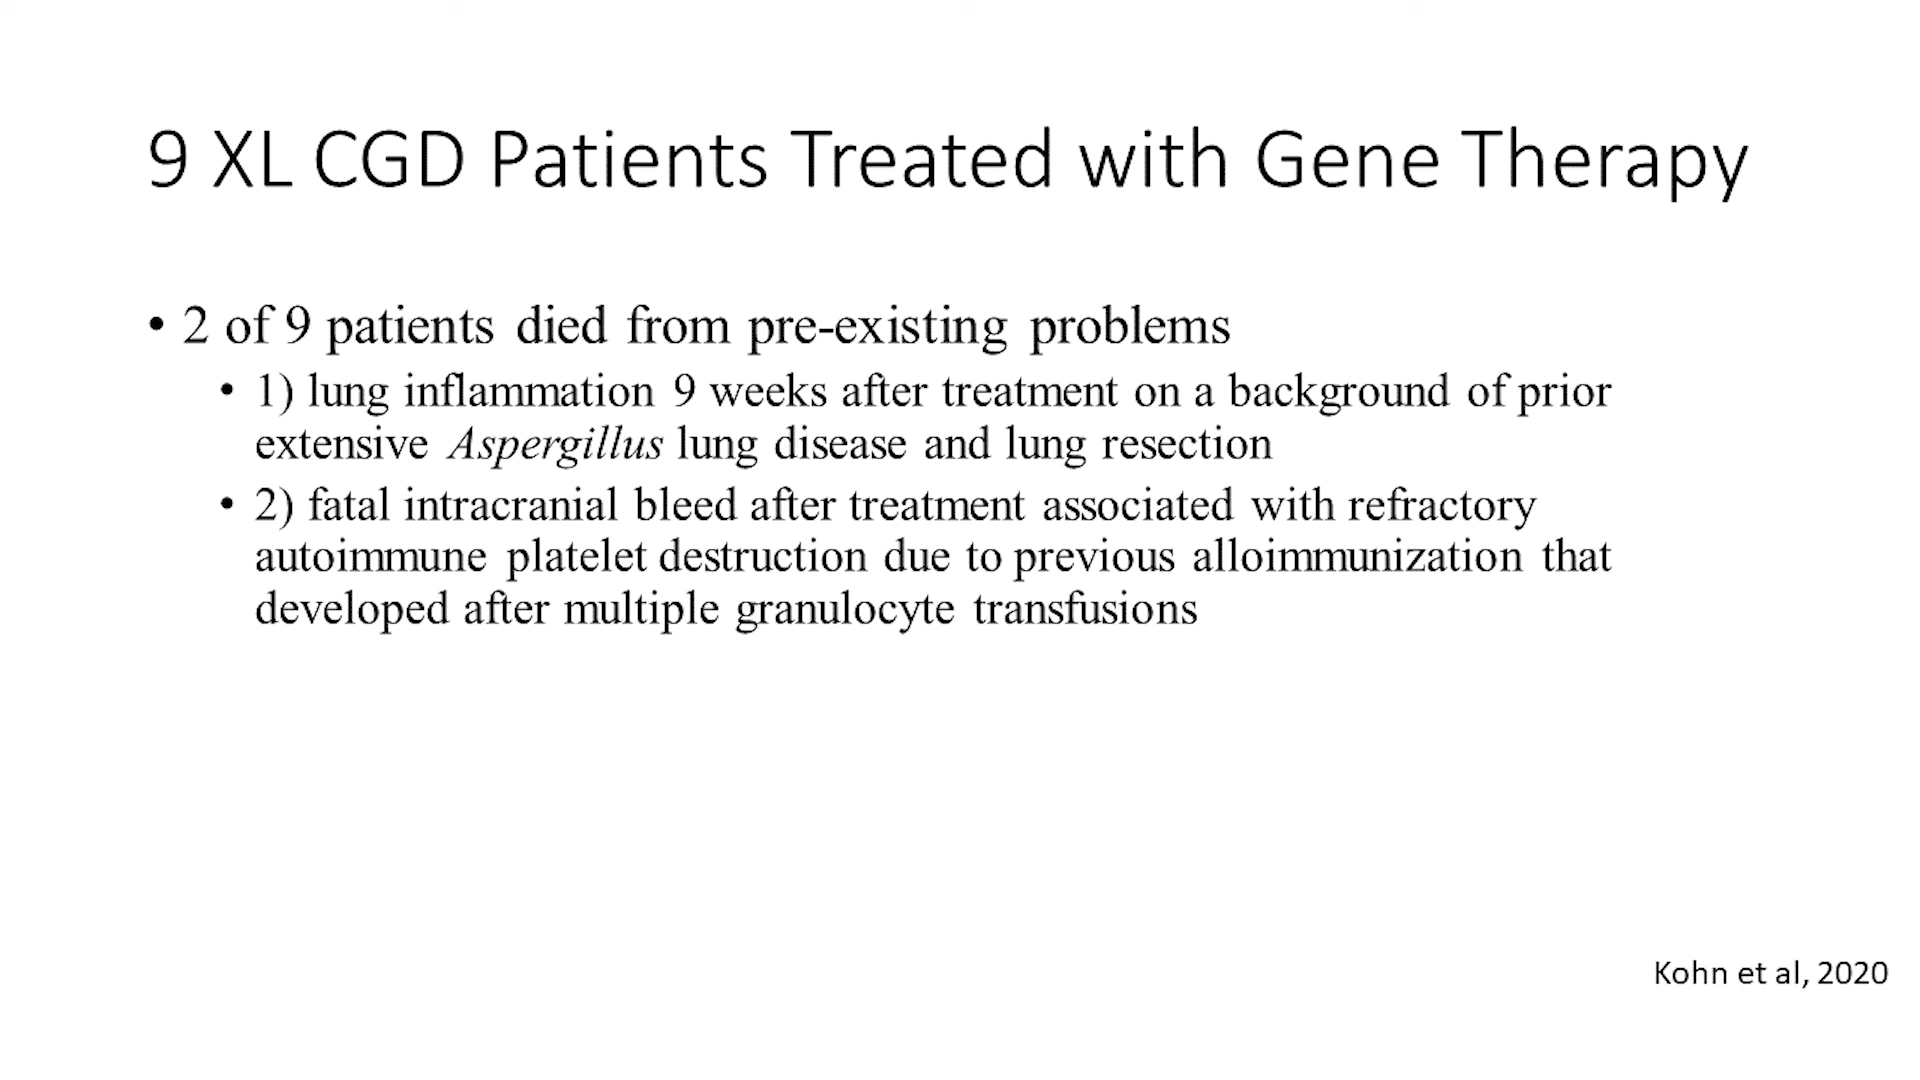 9 XL CGD Patients Treated with Gene Therapy
• 2 of 9 patients died from pre-existing problems
• 1) lung inflammation 9 weeks after treatment on a background of prior
extensive Aspergillus lung disease and lung resection
• 2) fatal intracranial bleed after treatment associated with refractory
autoimmune platelet destruction due to previous alloimmunization that
developed after multiple granulocyte transfusions
Kohn et al, 2020